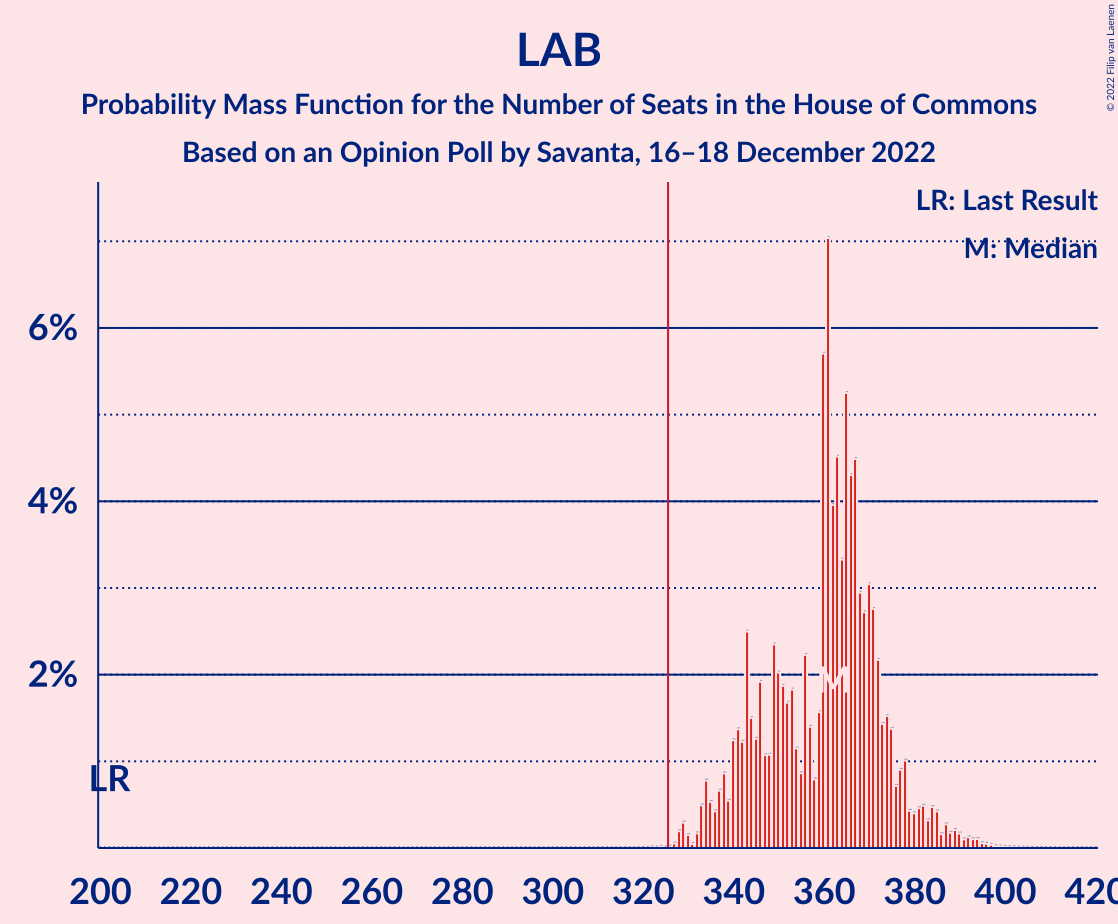 LAB
Probability Mass Function for the Number of Seats in the House of Commons
Based on an Opinion Poll by Savanta, 16–18 December 2022
© 2022 Filip van Laenen
LR: Last Result
M: Median
6%
4%
2%
LR
M
200 220 240 260 280 300 320 340 360 380 400 420